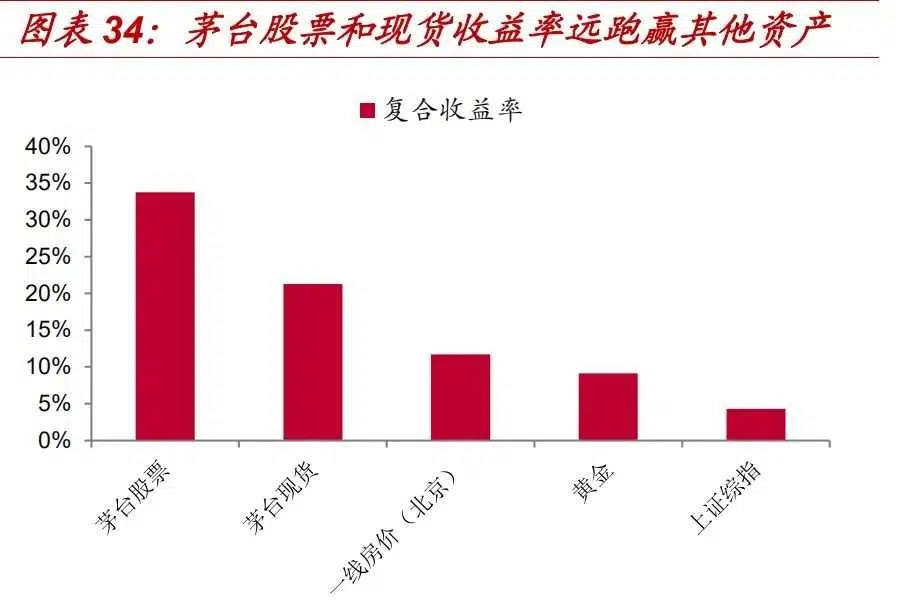 图表 34：茅台股票和现货收益率远跑赢其他资产
复合收益率
40%
35%
30%
25%
20%
15%
10%
5%
0%
茅台股票
茅台现货
一线房价（北京）
黄金
上证综指